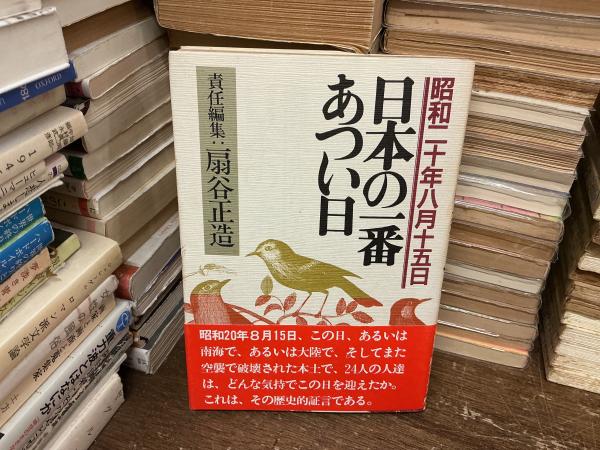 昭和二十年八月十五日
日本の一番
あつい日
責任編集:扇谷正造
昭和20年8月15日、この日、あるいは
南海で、あるいは大陸で、そしてまた
空襲で破壊された本土で、24人の人達
は、どんな気持でこの日を迎えたか。
これは、その歴史的証言である。
OXFORD